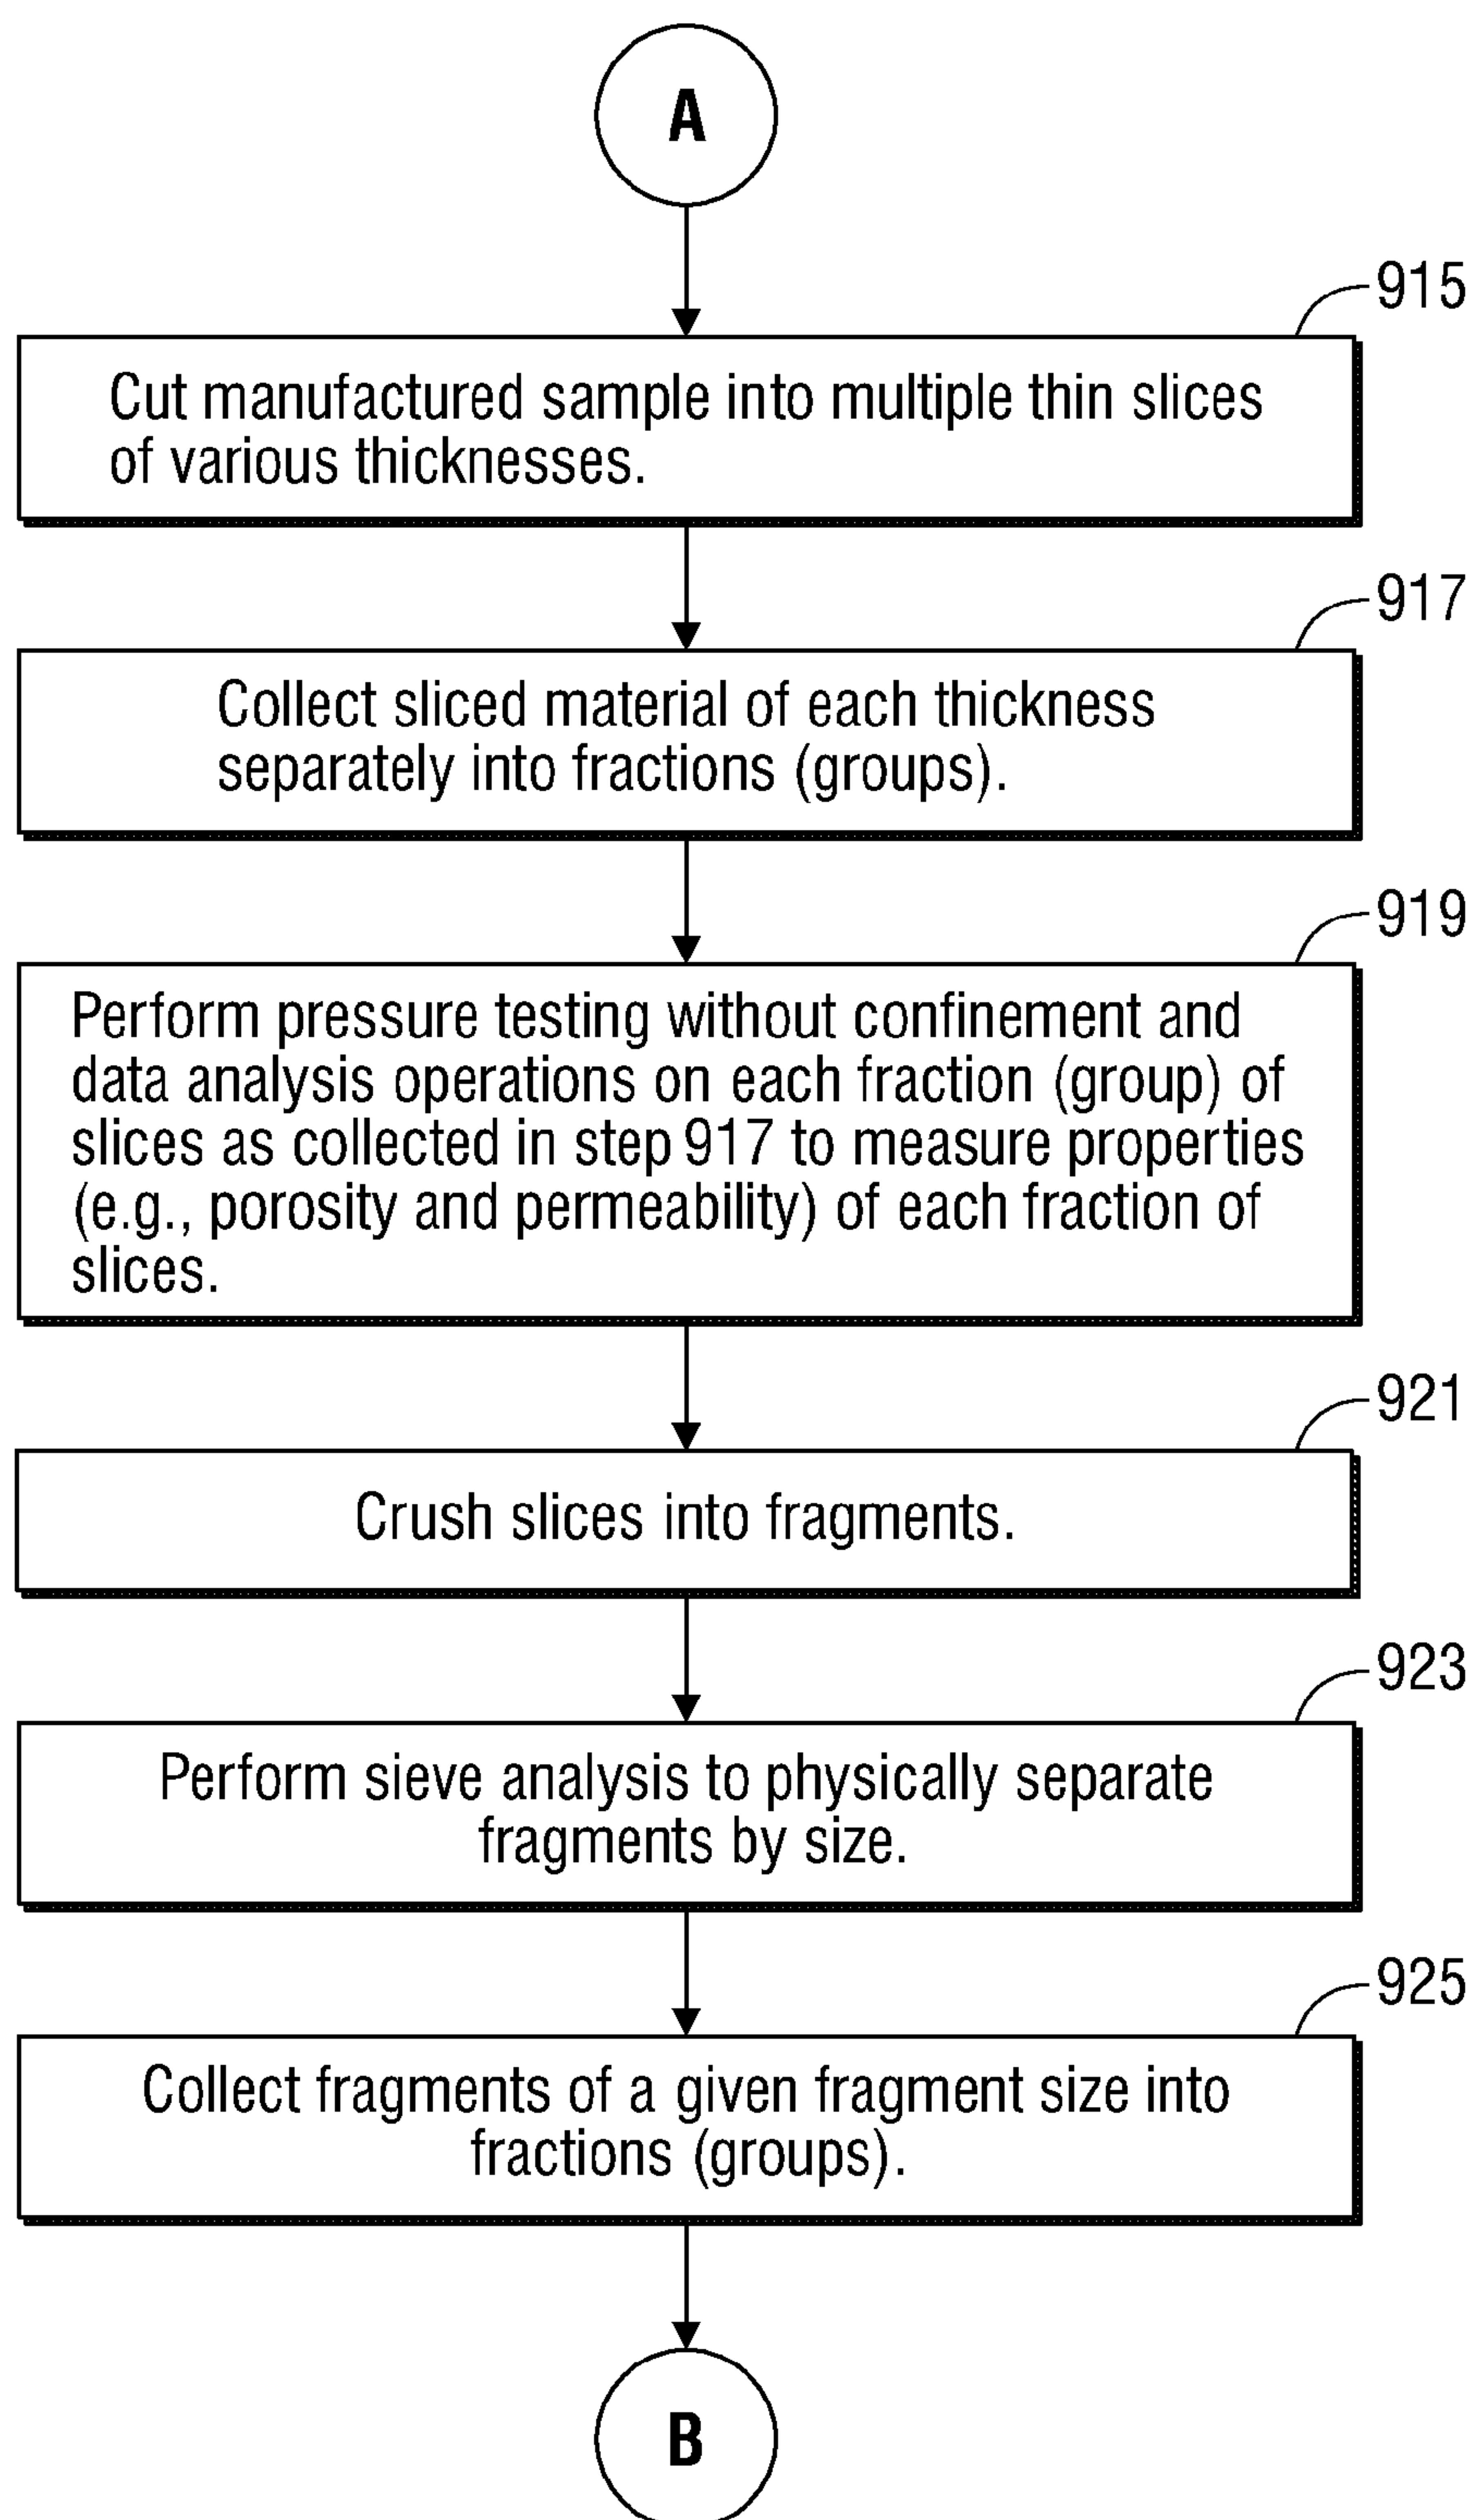 A
915
Cut manufactured sample into multiple thin slices
of various thicknesses.
917
Collect sliced material of each thickness
separately into fractions (groups).
919
Perform pressure testing without confinement and
data analysis operations on each fraction (group) of
slices as collected in step 917 to measure properties
(e.g., porosity and permeability) of each fraction of
slices.
921
Crush slices into fragments.
923
Perform sieve analysis to physically separate
fragments by size.
925
Collect fragments of a given fragment size into
fractions (groups).
B